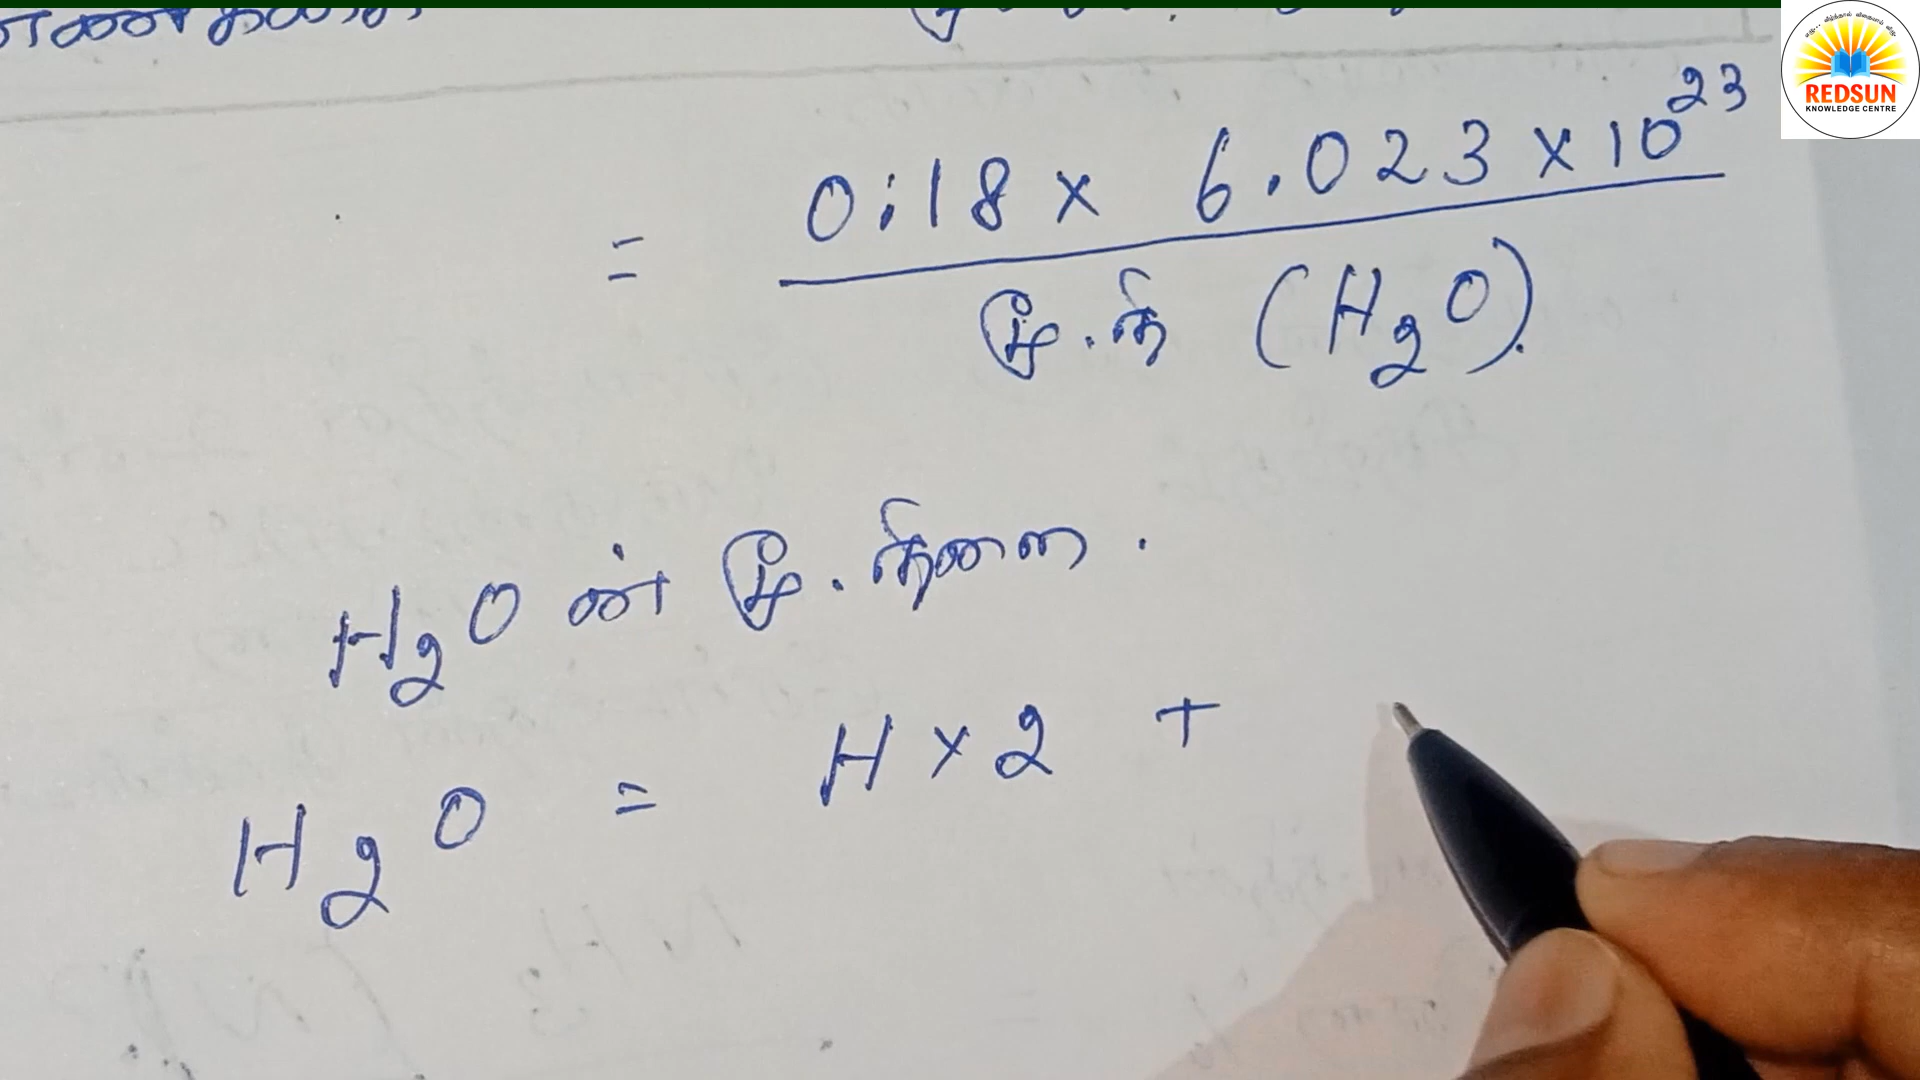 = 0.18 x 6.023 x 10²³
மூ.நி (H₂O).
H₂O ன் மூ.நிறை.
H₂O = H x 2 +
REDSUN
KNOWLEDGE CENTRE